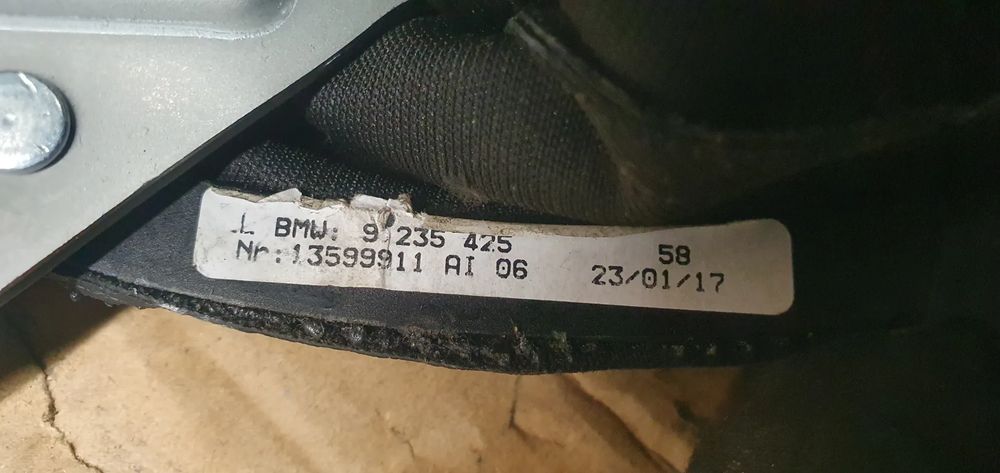 L BMW: 9 235 425 58
Nr:13599911 AI 06 23/01/17